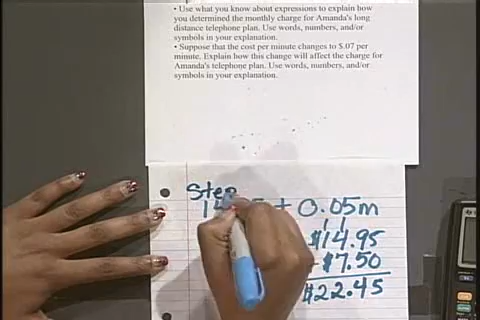 • Use what you know about expressions to explain how
you determined the monthly charge for Amanda's long
distance telephone plan. Use words, numbers, and/or
symbols in your explanation.
• Suppose that the cost per minute changes to $.07 per
minute. Explain how this change will affect the charge for
Amanda's telephone plan. Use words, numbers, and/or
symbols in your explanation.
Step
+ 0.05m
$14.95
$7.50
$22.45